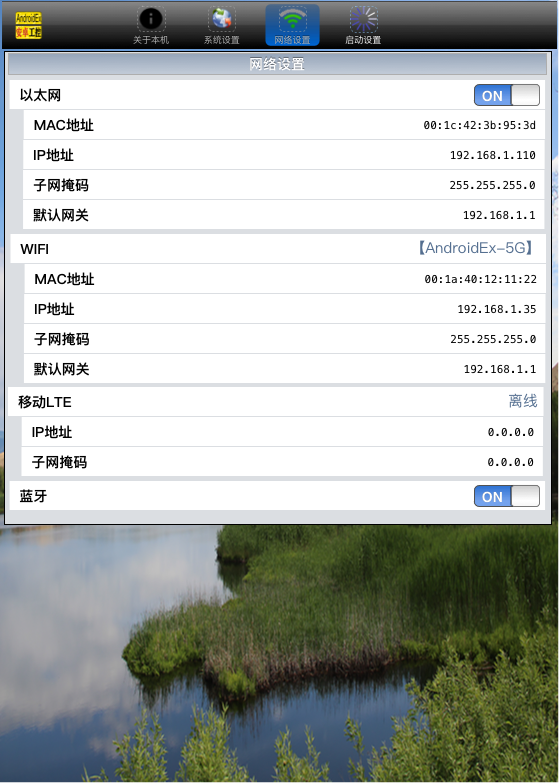 AndroidEx
安卓工控
关于本机
系统设置
网络设置
启动设置
网络设置
以太网
ON
MAC地址
00:1c:42:3b:95:3d
IP地址
192.168.1.110
子网掩码
255.255.255.0
默认网关
192.168.1.1
WIFI
【AndroidEx-5G】
MAC地址
00:1a:40:12:11:22
IP地址
192.168.1.35
子网掩码
255.255.255.0
默认网关
192.168.1.1
移动LTE
离线
IP地址
0.0.0.0
子网掩码
0.0.0.0
蓝牙
ON